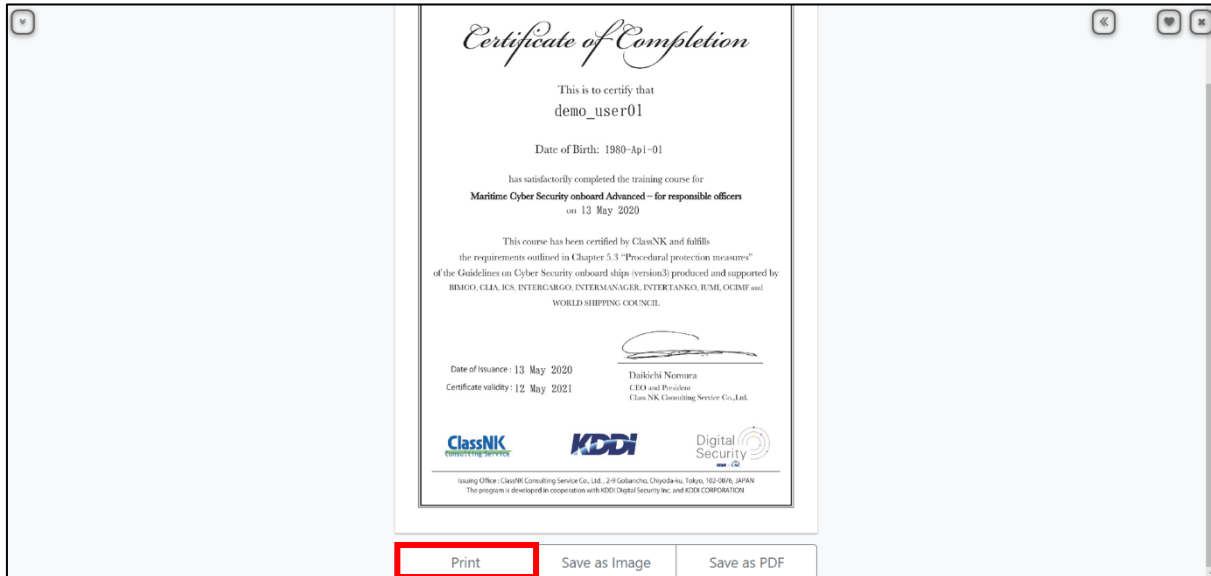 Certificate of Completion
This is to certify that
demo_user01
Date of Birth: 1980-Api-01
has satisfactorily completed the training course for
Maritime Cyber Security onboard Advanced – for responsible officers
on 13 May 2020
This course has been certified by ClassNK and fulfills
the requirements outlined in Chapter 5.3 “Procedural protection measures”
of the Guidelines on Cyber Security onboard ships (version3) produced and supported by
BIMCO, CLIA, ICS, INTERCARGO, INTERMANAGER, INTERTANKO, IUMI, OCIMF and
WORLD SHIPPING COUNCIL
Date of Issuance : 13 May 2020
Certificate validity : 12 May 2021
Daikichi Nomura
CEO and President
Class NK Consulting Service Co., Ltd.
ClassNK
Consulting Service
KDDI
Digital
Security
Issuing Office : ClassNK Consulting Service Co., Ltd. , 2-9 Gobancho, Chiyoda-ku, Tokyo, 102-0076, JAPAN
The program is developed in cooperation with KDDI Digital Security Inc. and KDDI CORPORATION
Print
Save as Image
Save as PDF